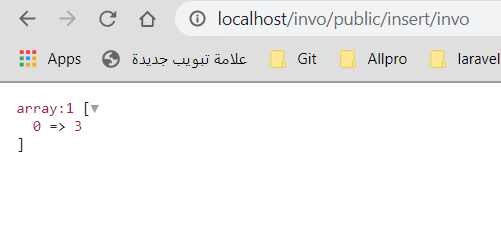 localhost/invo/public/insert/invo
Apps علامة تبويب جديدة Git Allpro laravel
array:1 [▼
  0 => 3
]